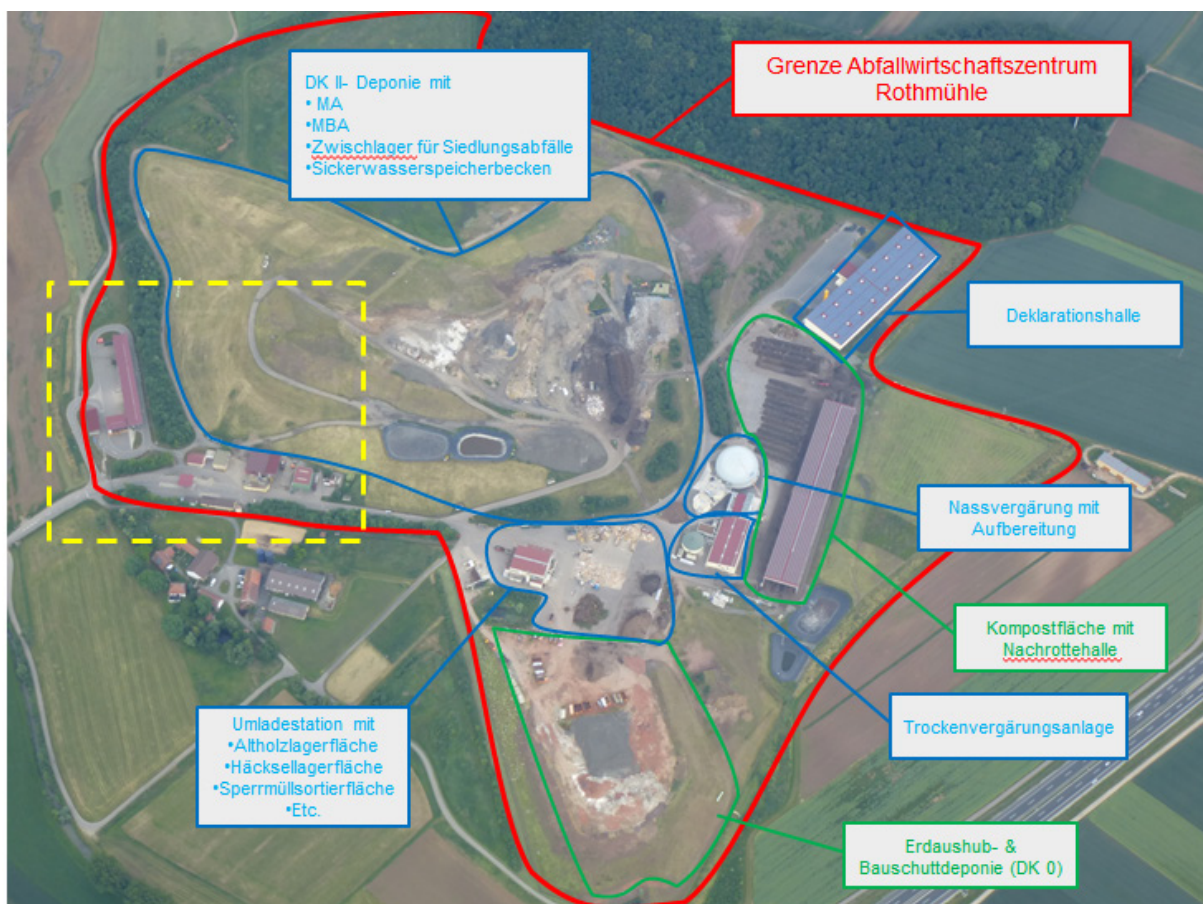 DK II- Deponie mit
• MA
• MBA
•Zwischlager für Siedlungsabfälle
•Sickerwasserspeicherbecken
Grenze Abfallwirtschaftszentrum
Rothmühle
Deklarationshalle
Nassvergärung mit
Aufbereitung
Kompostfläche mit
Nachrottehalle
Trockenvergärungsanlage
Umladestation mit
•Altholzlagerfläche
•Häcksellagerfläche
•Sperrmüllsortierfläche
•Etc.
Erdaushub- &
Bauschuttdeponie (DK 0)